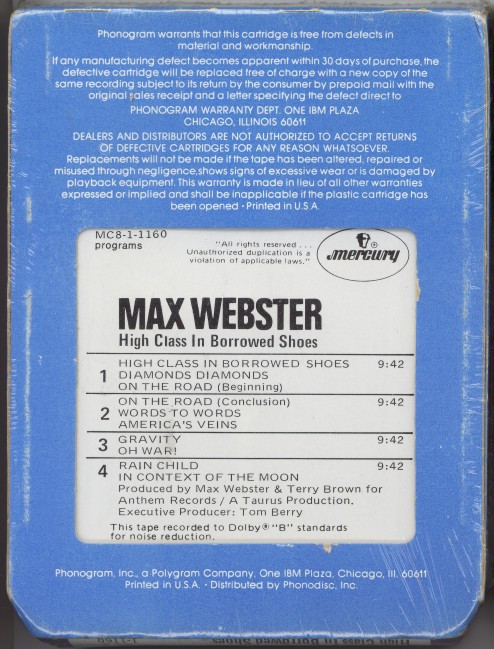 Phonogram warrants that this cartridge is free from defects in
material and workmanship.
If any manufacturing defect becomes apparent within 30 days of purchase, the
defective cartridge will be replaced free of charge with a new copy of the
same recording subject to its return by the consumer by prepaid mail with the
original sales receipt and a letter specifying the defect direct to
PHONOGRAM WARRANTY DEPT. ONE IBM PLAZA
CHICAGO, ILLINOIS 60611
DEALERS AND DISTRIBUTORS ARE NOT AUTHORIZED TO ACCEPT RETURNS
OF DEFECTIVE CARTRIDGES FOR ANY REASON WHATSOEVER.
Replacements will not be made if the tape has been altered, repaired or
misused through negligence, shows signs of excessive wear or is damaged by
playback equipment. This warranty is made in lieu of all other warranties
expressed or implied and shall be inapplicable if the plastic cartridge has
been opened • Printed in U.S.A.
MC8-1-1160
programs
"All rights reserved . . .
Unauthorized duplication is a
violation of applicable laws."
mercury
MAX WEBSTER
High Class In Borrowed Shoes
1 HIGH CLASS IN BORROWED SHOES 9:42
DIAMONDS DIAMONDS
ON THE ROAD (Beginning)
2 ON THE ROAD (Conclusion) 9:42
WORDS TO WORDS
AMERICA'S VEINS
3 GRAVITY 9:42
OH WAR!
4 RAIN CHILD 9:42
IN CONTEXT OF THE MOON
Produced by Max Webster & Terry Brown for
Anthem Records / A Taurus Production.
Executive Producer: Tom Berry
This tape recorded to Dolby® "B" standards
for noise reduction.
Phonogram, Inc., a Polygram Company, One IBM Plaza, Chicago, Ill. 60611
Printed in U.S.A. • Distributed by Phonodisc, Inc.
High Class In Borrowed Shoes